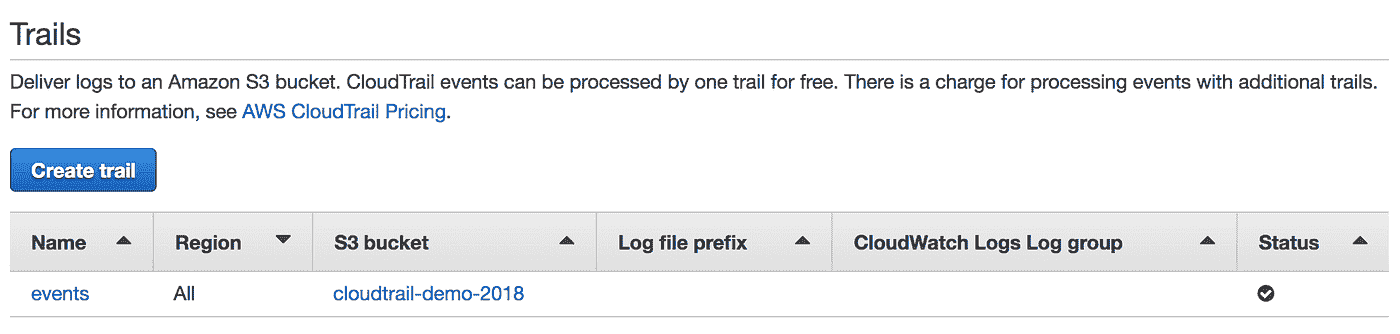 Trails
Deliver logs to an Amazon S3 bucket. CloudTrail events can be processed by one trail for free. There is a charge for processing events with additional trails.
For more information, see AWS CloudTrail Pricing.
Create trail
Name Region S3 bucket Log file prefix CloudWatch Logs Log group Status
events All cloudtrail-demo-2018